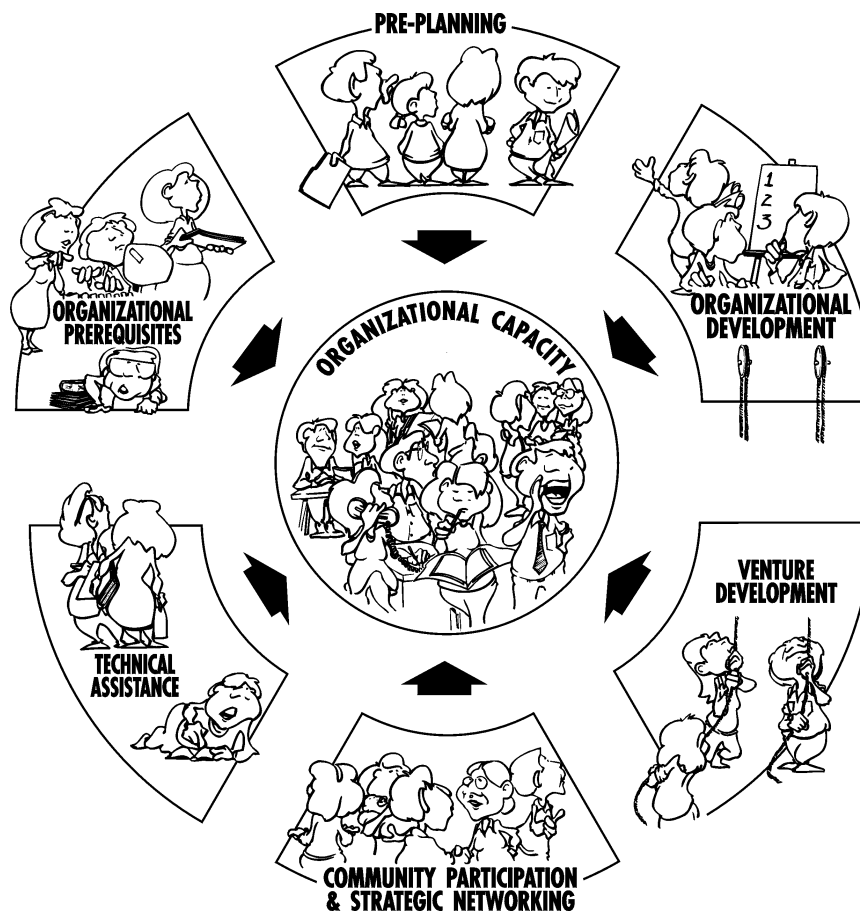 PRE-PLANNING
1
2
3
ORGANIZATIONAL
DEVELOPMENT
ORGANIZATIONAL
PREREQUISITES
ORGANIZATIONAL CAPACITY
VENTURE
DEVELOPMENT
TECHNICAL
ASSISTANCE
COMMUNITY PARTICIPATION
& STRATEGIC NETWORKING